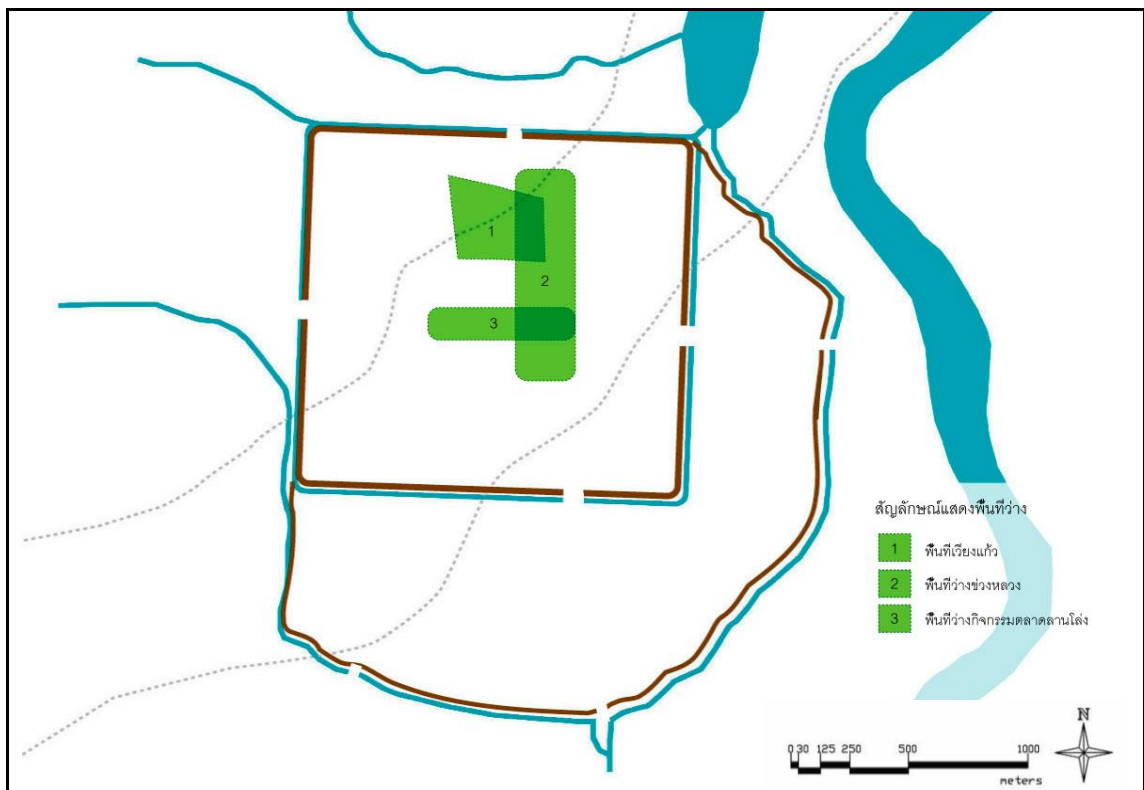 1
2
3
สัญลักษณ์แสดงพื้นที่ว่าง
1 พื้นที่เวียงแก้ว
2 พื้นที่ว่างข่วงหลวง
3 พื้นที่ว่างกิจกรรมตลาดลานโล่ง
N
0 30 125 250 500 1000
meters